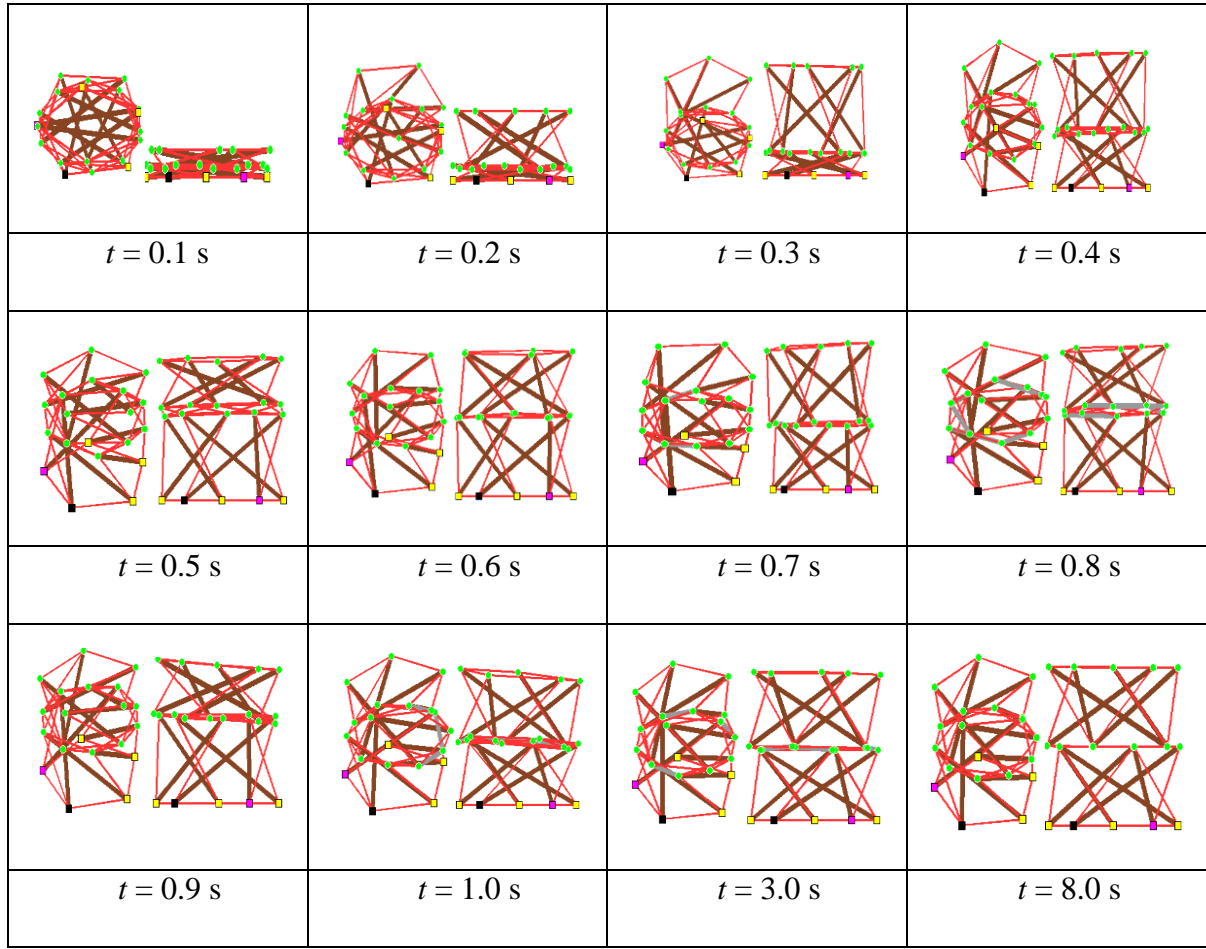 t = 0.1 s t = 0.2 s t = 0.3 s t = 0.4 s
t = 0.5 s t = 0.6 s t = 0.7 s t = 0.8 s
t = 0.9 s t = 1.0 s t = 3.0 s t = 8.0 s